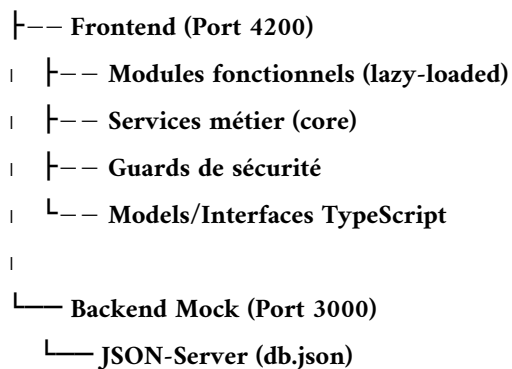 ├── Frontend (Port 4200)
│ ├── Modules fonctionnels (lazy-loaded)
│ ├── Services métier (core)
│ ├── Guards de sécurité
│ └── Models/Interfaces TypeScript
│
└── Backend Mock (Port 3000)
└── JSON-Server (db.json)